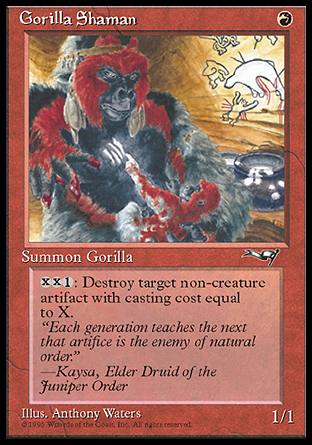 Gorilla Shaman
Summon Gorilla
X X 1: Destroy target non-creature
artifact with casting cost equal
to X.
"Each generation teaches the next
that artifice is the enemy of natural
order."
—Kaysa, Elder Druid of the
Juniper Order
1/1
Illus. Anthony Waters
© 1996 Wizards of the Coast, Inc. All rights reserved.